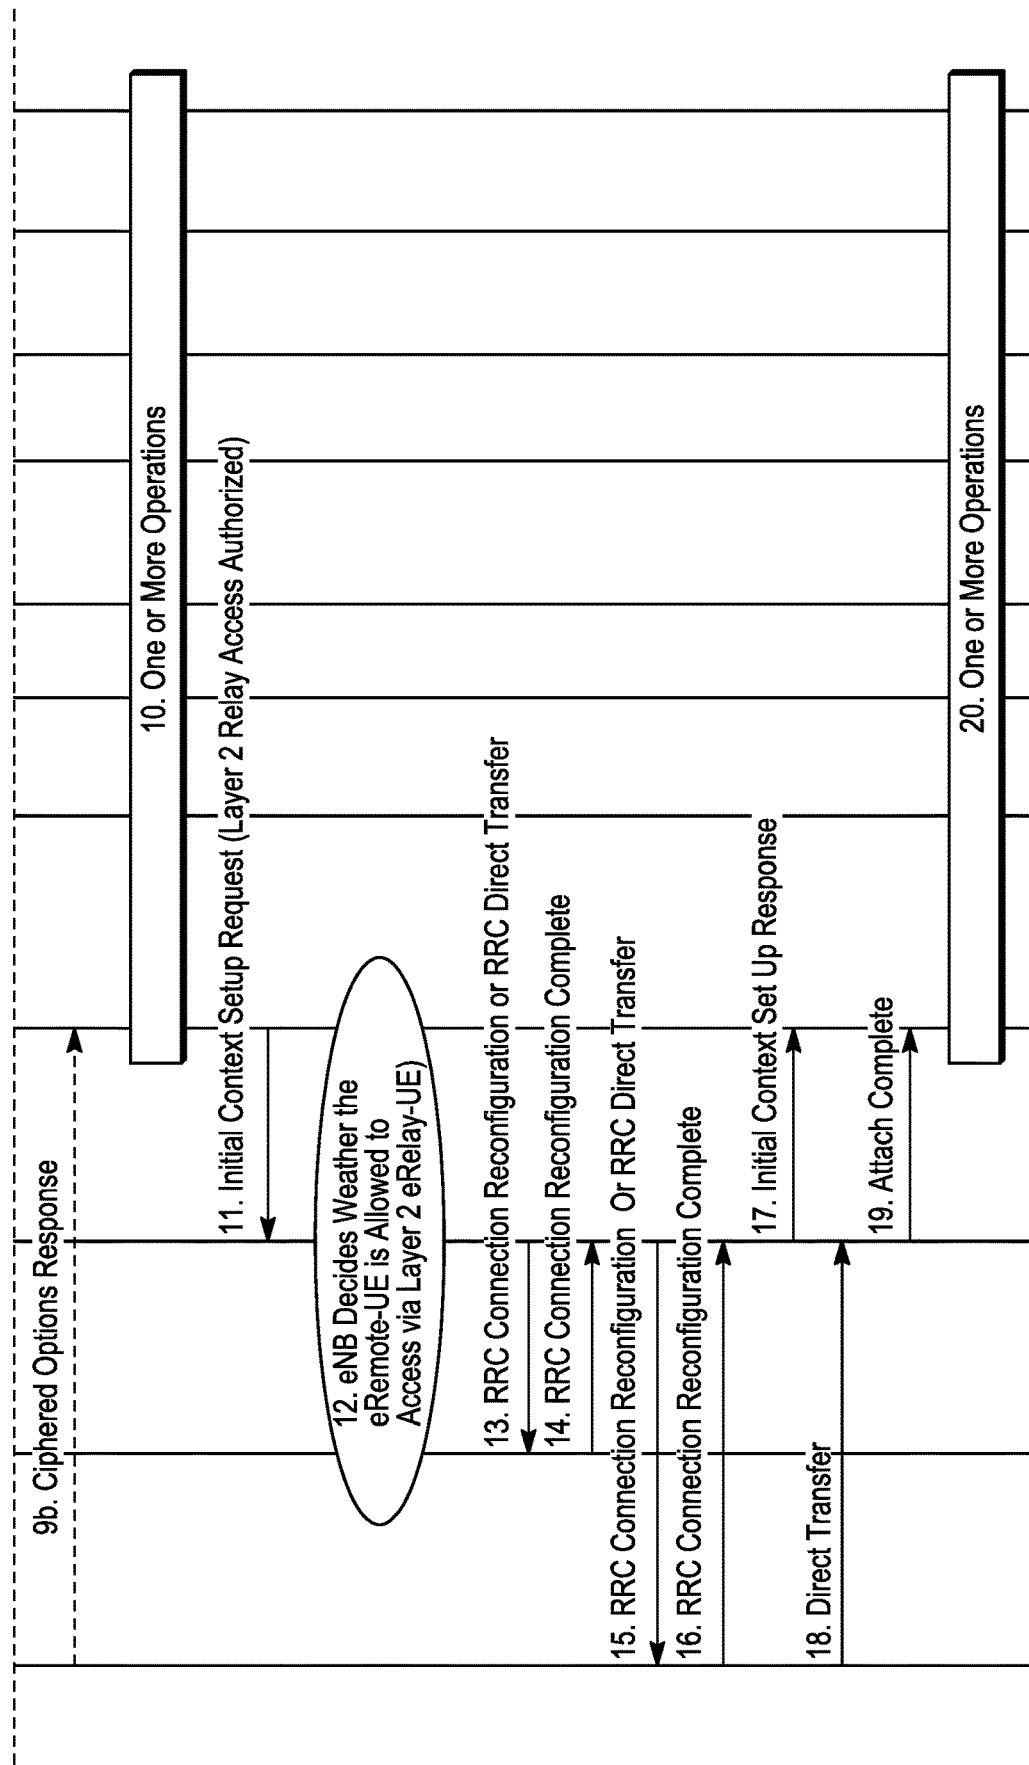 9b. Ciphered Options Response
10. One or More Operations
11. Initial Context Setup Request (Layer 2 Relay Access Authorized)
12. eNB Decides Weather the
eRemote-UE is Allowed to
Access via Layer 2 eRelay-UE)
13. RRC Connection Reconfiguration or RRC Direct Transfer
14. RRC Connection Reconfiguration Complete
15. RRC Connection Reconfiguration Or RRC Direct Transfer
16. RRC Connection Reconfiguration Complete
17. Initial Context Set Up Response
18. Direct Transfer
19. Attach Complete
20. One or More Operations